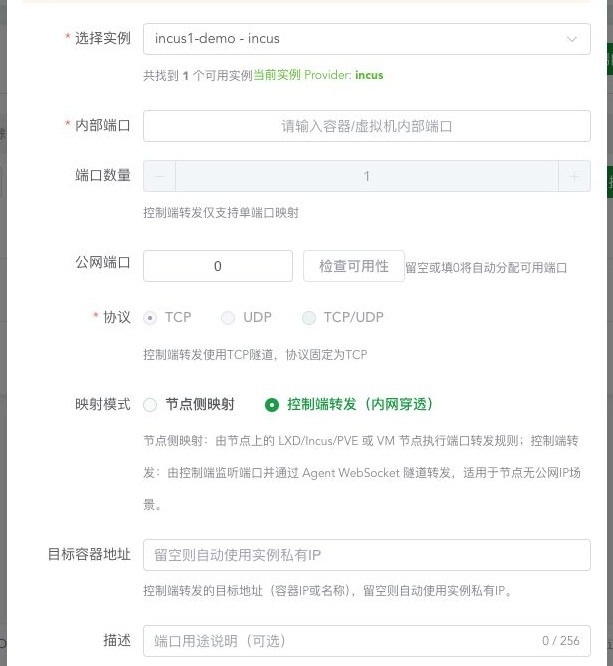 * 选择实例 incus1-demo - incus
共找到 1 个可用实例当前实例 Provider: incus
* 内部端口 请输入容器/虚拟机内部端口
端口数量 − 1 +
控制端转发仅支持单端口映射
公网端口 0 检查可用性 留空或填0将自动分配可用端口
* 协议 TCP UDP TCP/UDP
控制端转发使用TCP隧道，协议固定为TCP
映射模式 节点侧映射 控制端转发（内网穿透）
节点侧映射：由节点上的 LXD/Incus/PVE 或 VM 节点执行端口转发规则；控制端转
发：由控制端监听端口并通过 Agent WebSocket 隧道转发，适用于节点无公网IP场
景。
目标容器地址 留空则自动使用实例私有IP
控制端转发的目标地址（容器IP或名称），留空则自动使用实例私有IP。
描述 端口用途说明（可选） 0 / 256